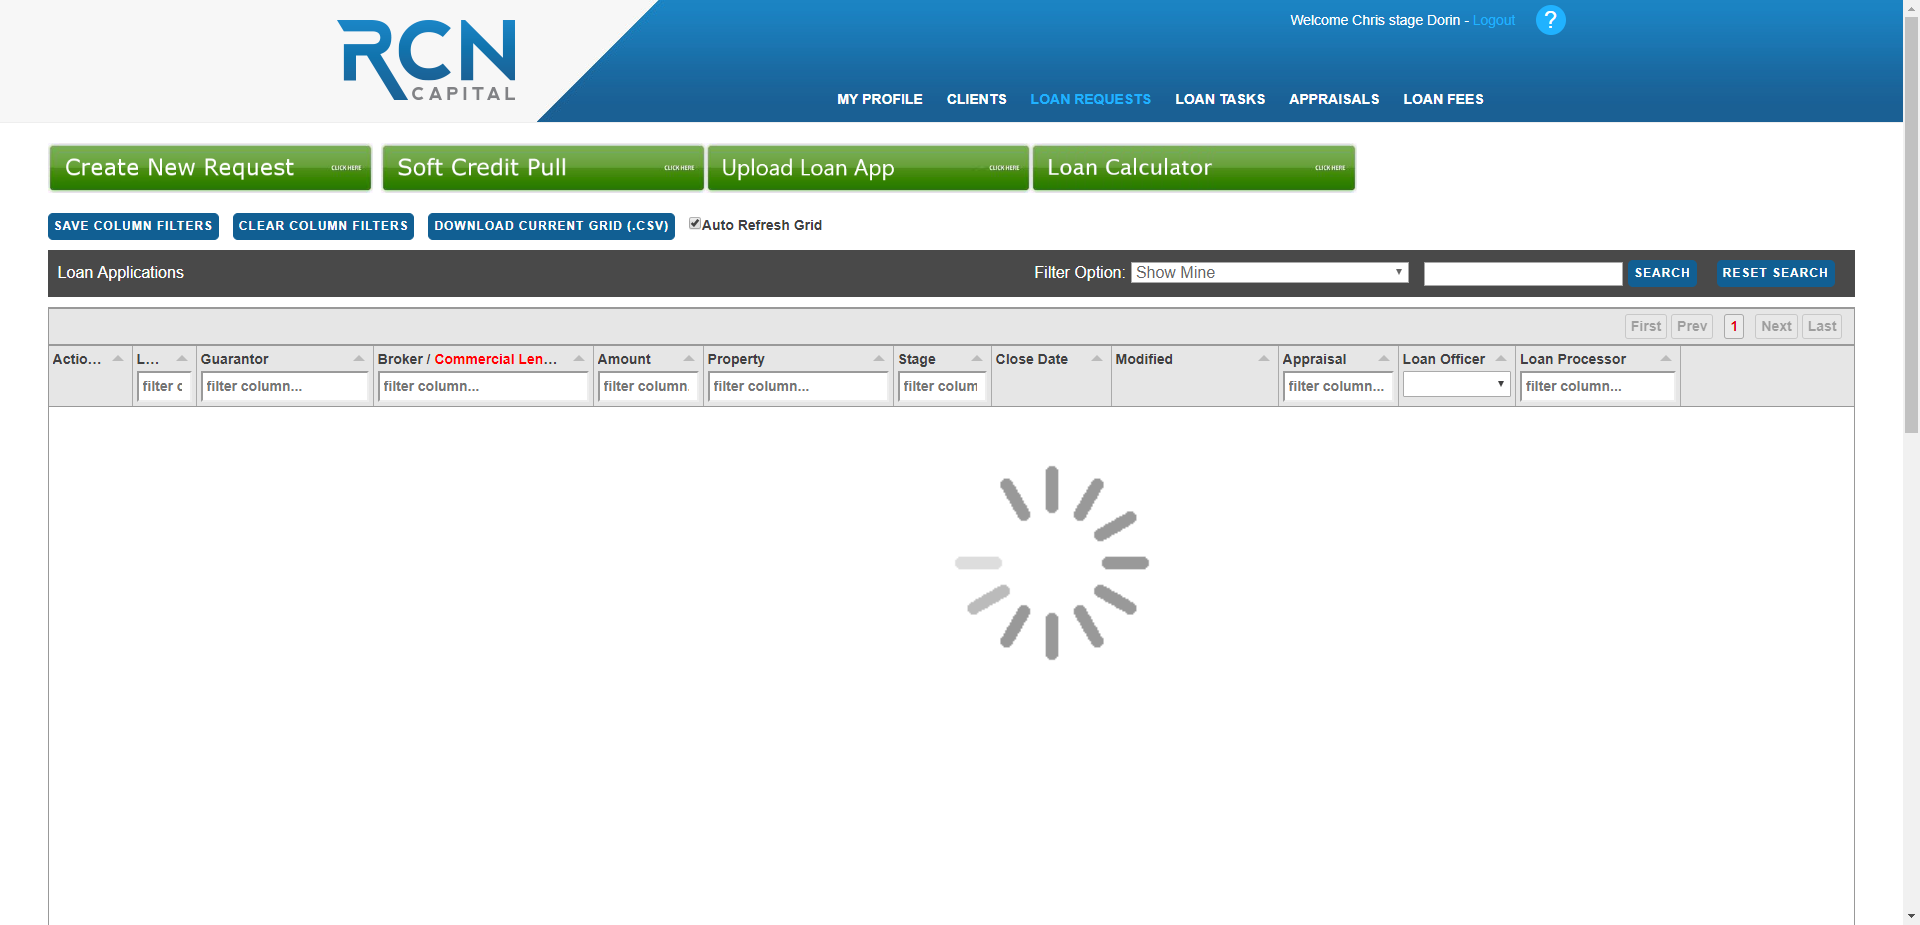 RCN
CAPITAL
Welcome Chris stage Dorin - Logout ?
MY PROFILE CLIENTS LOAN REQUESTS LOAN TASKS APPRAISALS LOAN FEES
Create New Request CLICK HERE Soft Credit Pull CLICK HERE Upload Loan App CLICK HERE Loan Calculator CLICK HERE
SAVE COLUMN FILTERS CLEAR COLUMN FILTERS DOWNLOAD CURRENT GRID (.CSV) Auto Refresh Grid
Loan Applications Filter Option: Show Mine SEARCH RESET SEARCH
First Prev 1 Next Last
Actio... L... Guarantor Broker / Commercial Len... Amount Property Stage Close Date Modified Appraisal Loan Officer Loan Processor
filter c filter column... filter column... filter column. filter column... filter colum filter column... filter column...